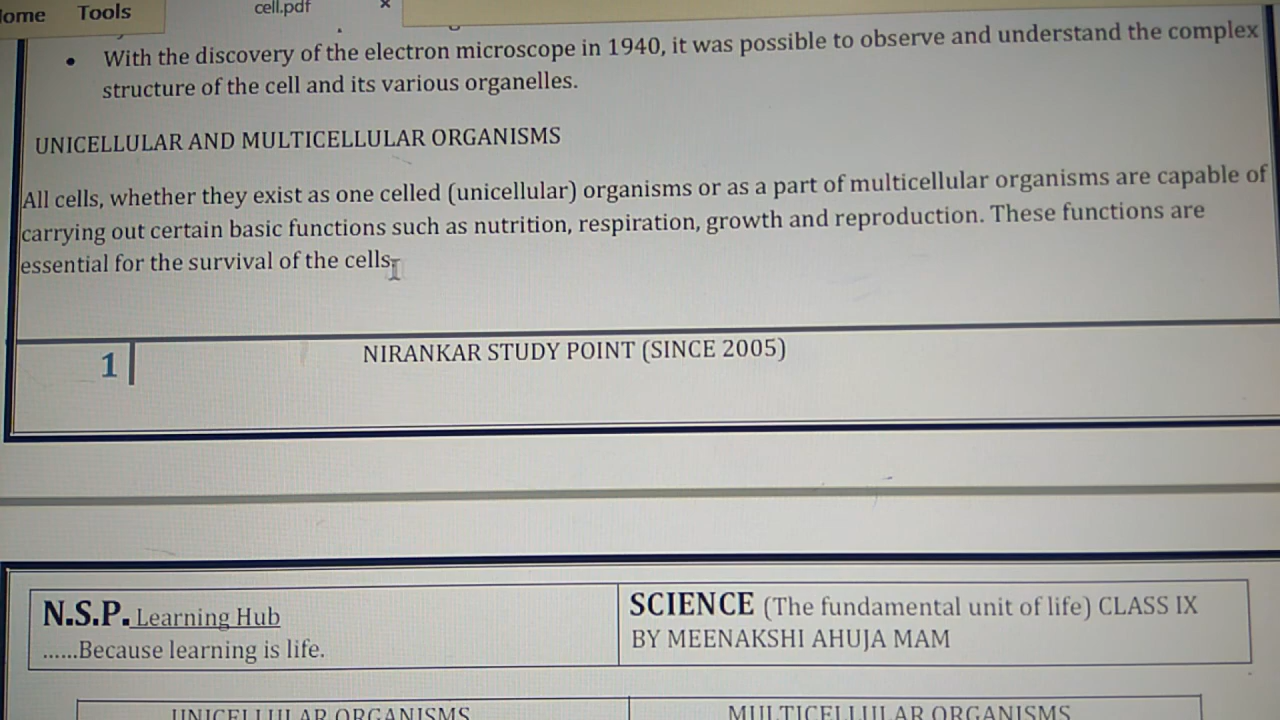 Tools
cell.pdf
×
• With the discovery of the electron microscope in 1940, it was possible to observe and understand the complex
structure of the cell and its various organelles.
UNICELLULAR AND MULTICELLULAR ORGANISMS
All cells, whether they exist as one celled (unicellular) organisms or as a part of multicellular organisms are capable of
carrying out certain basic functions such as nutrition, respiration, growth and reproduction. These functions are
essential for the survival of the cells.
1 NIRANKAR STUDY POINT (SINCE 2005)
N.S.P. Learning Hub
......Because learning is life.
SCIENCE (The fundamental unit of life) CLASS IX
BY MEENAKSHI AHUJA MAM
UNICELLULAR ORGANISMS
MULTICELLULAR ORGANISMS